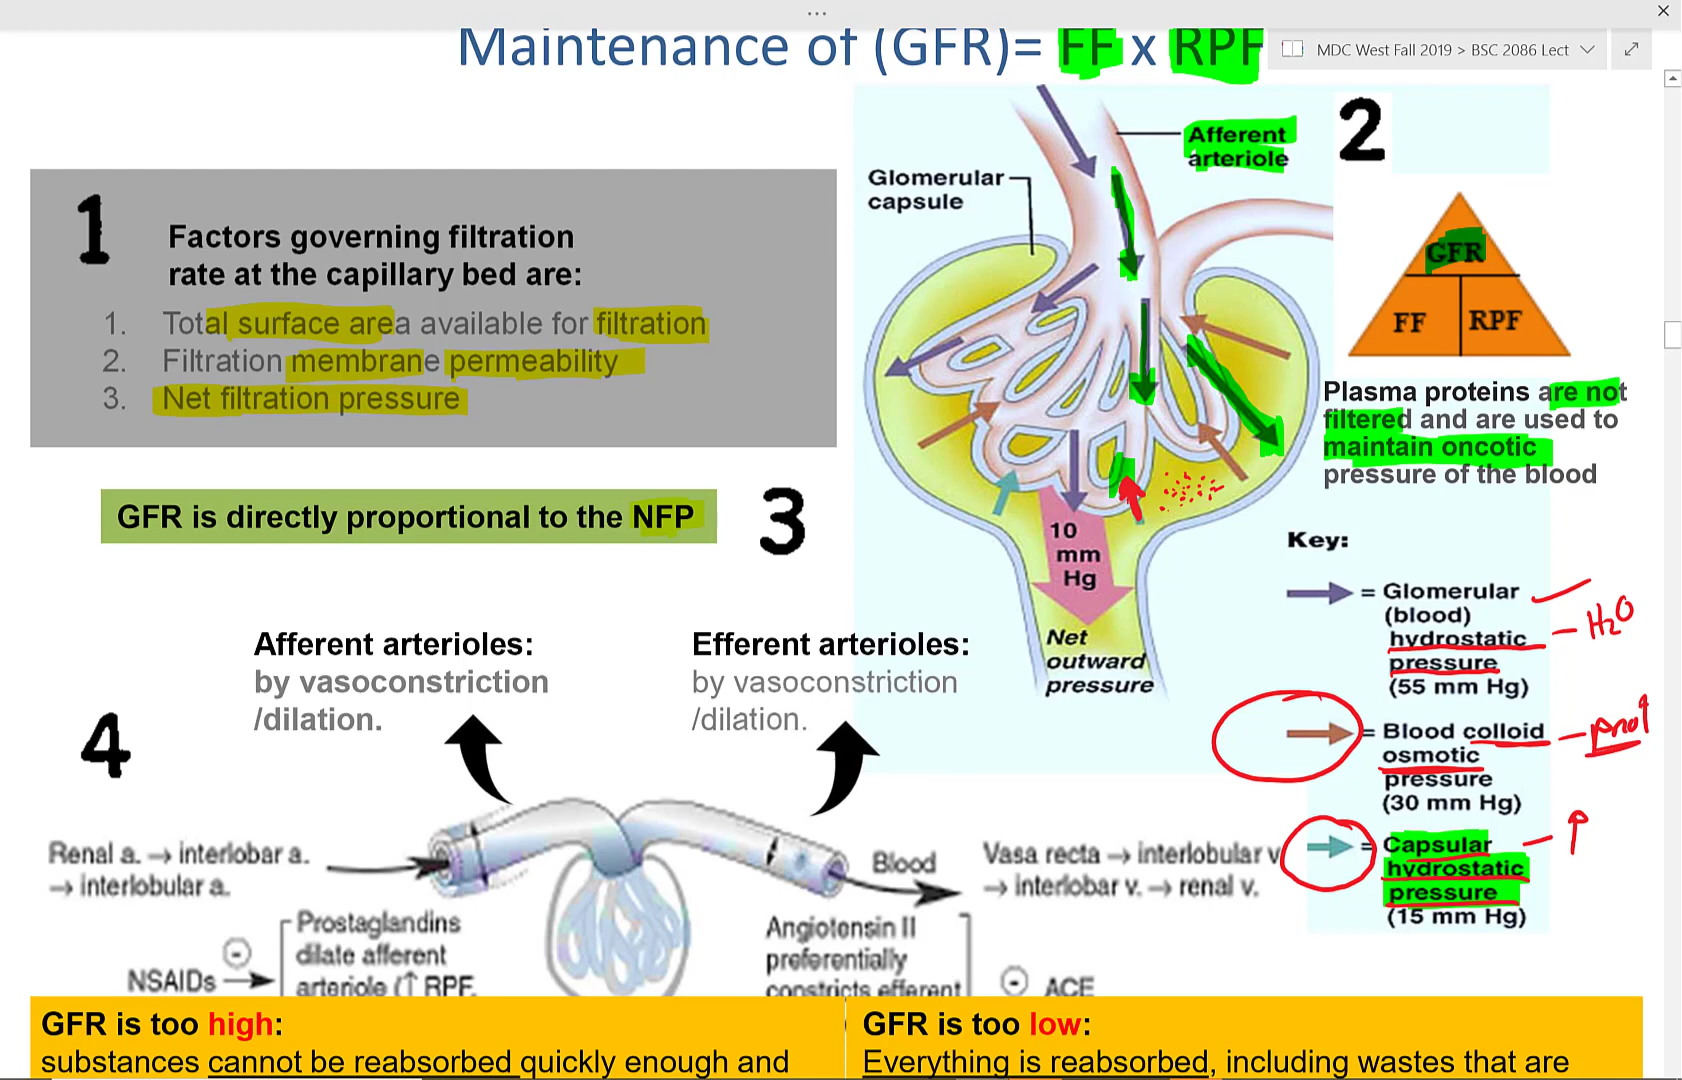 Maintenance of (GFR)= FF x RPF
MDC West Fall 2019 > BSC 2086 Lect
1
Factors governing filtration
rate at the capillary bed are:
1. Total surface area available for filtration
2. Filtration membrane permeability
3. Net filtration pressure
GFR is directly proportional to the NFP
3
Afferent
arteriole
Glomerular
capsule
10
mm
Hg
Net
outward
pressure
2
GFR
FF
RPF
Plasma proteins are not
filtered and are used to
maintain oncotic
pressure of the blood
Key:
= Glomerular
(blood)
hydrostatic
pressure
(55 mm Hg)
- H2O
= Blood colloid
osmotic
pressure
(30 mm Hg)
= Capsular
hydrostatic
pressure
(15 mm Hg)
4
Afferent arterioles:
by vasoconstriction
/dilation.
Efferent arterioles:
by vasoconstriction
/dilation.
Renal a. → interlobar a.
→ interlobular a.
Blood
Vasa recta → interlobular v
→ interlobar v. → renal v.
NSAIDs
Prostaglandins
dilate afferent
arteriole (↑ RPF,
Angiotensin II
preferentially
constricts efferent
ACE
GFR is too high:
substances cannot be reabsorbed quickly enough and
GFR is too low:
Everything is reabsorbed, including wastes that are